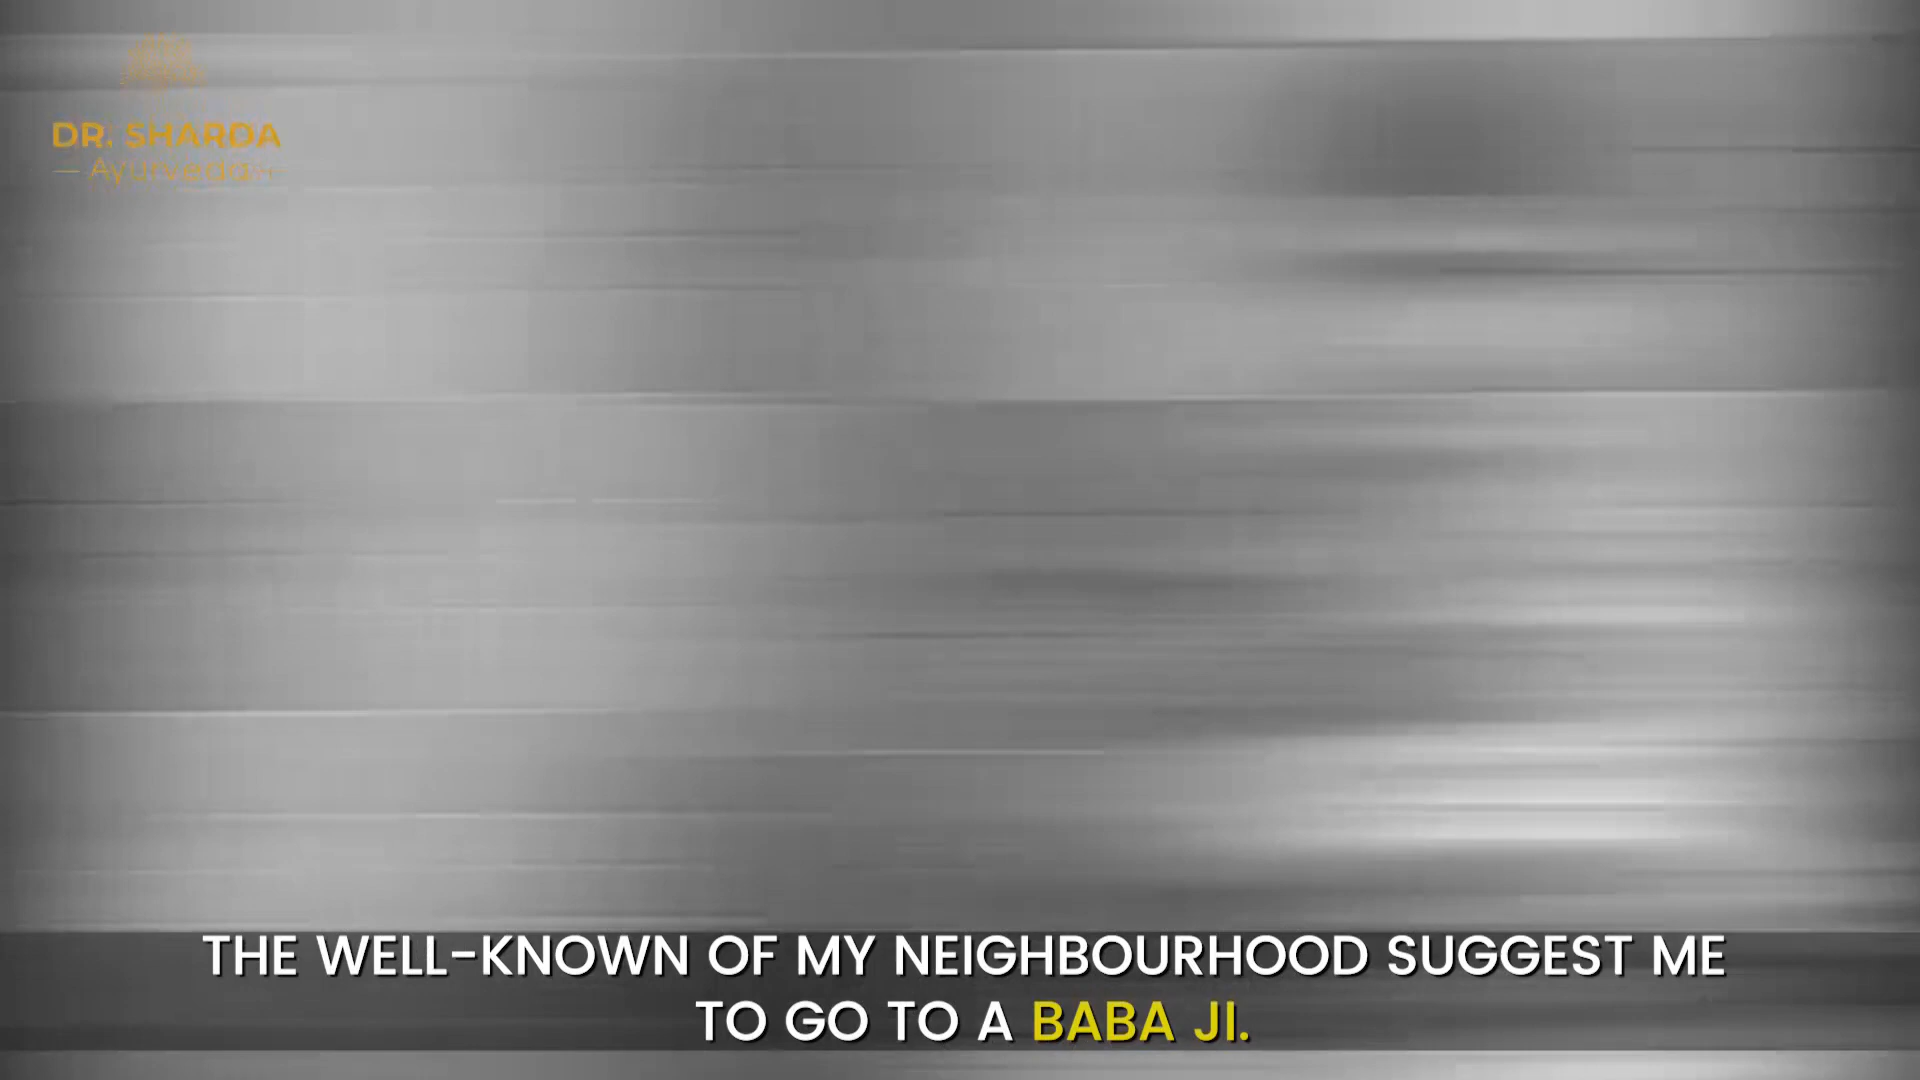 DR. SHARDA
Ayurveda
THE WELL-KNOWN OF MY NEIGHBOURHOOD SUGGEST ME
TO GO TO A BABA JI.